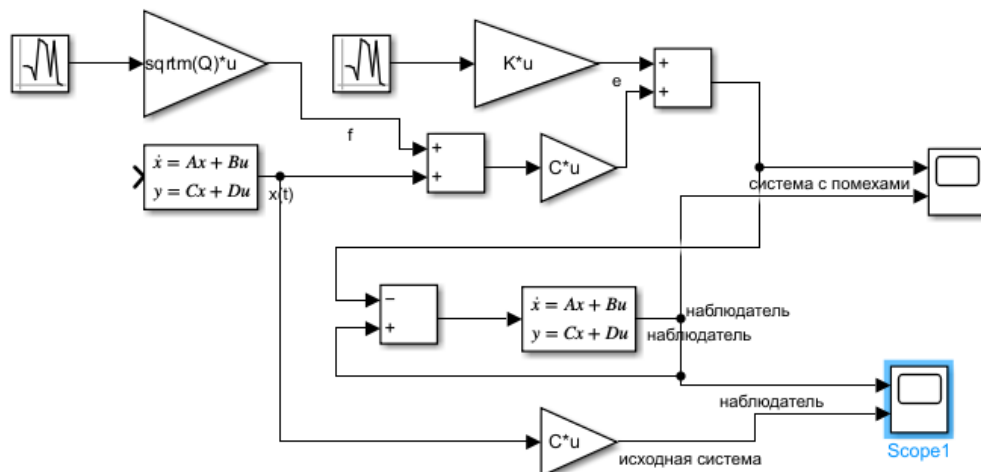 sqrtm(Q)*u
K*u
+
+
e
f
+
+
C*u
ẋ = Ax + Bu
y = Cx + Du
x(t)
система с помехами
−
+
ẋ = Ax + Bu
y = Cx + Du
наблюдатель
наблюдатель
наблюдатель
C*u
исходная система
Scope1